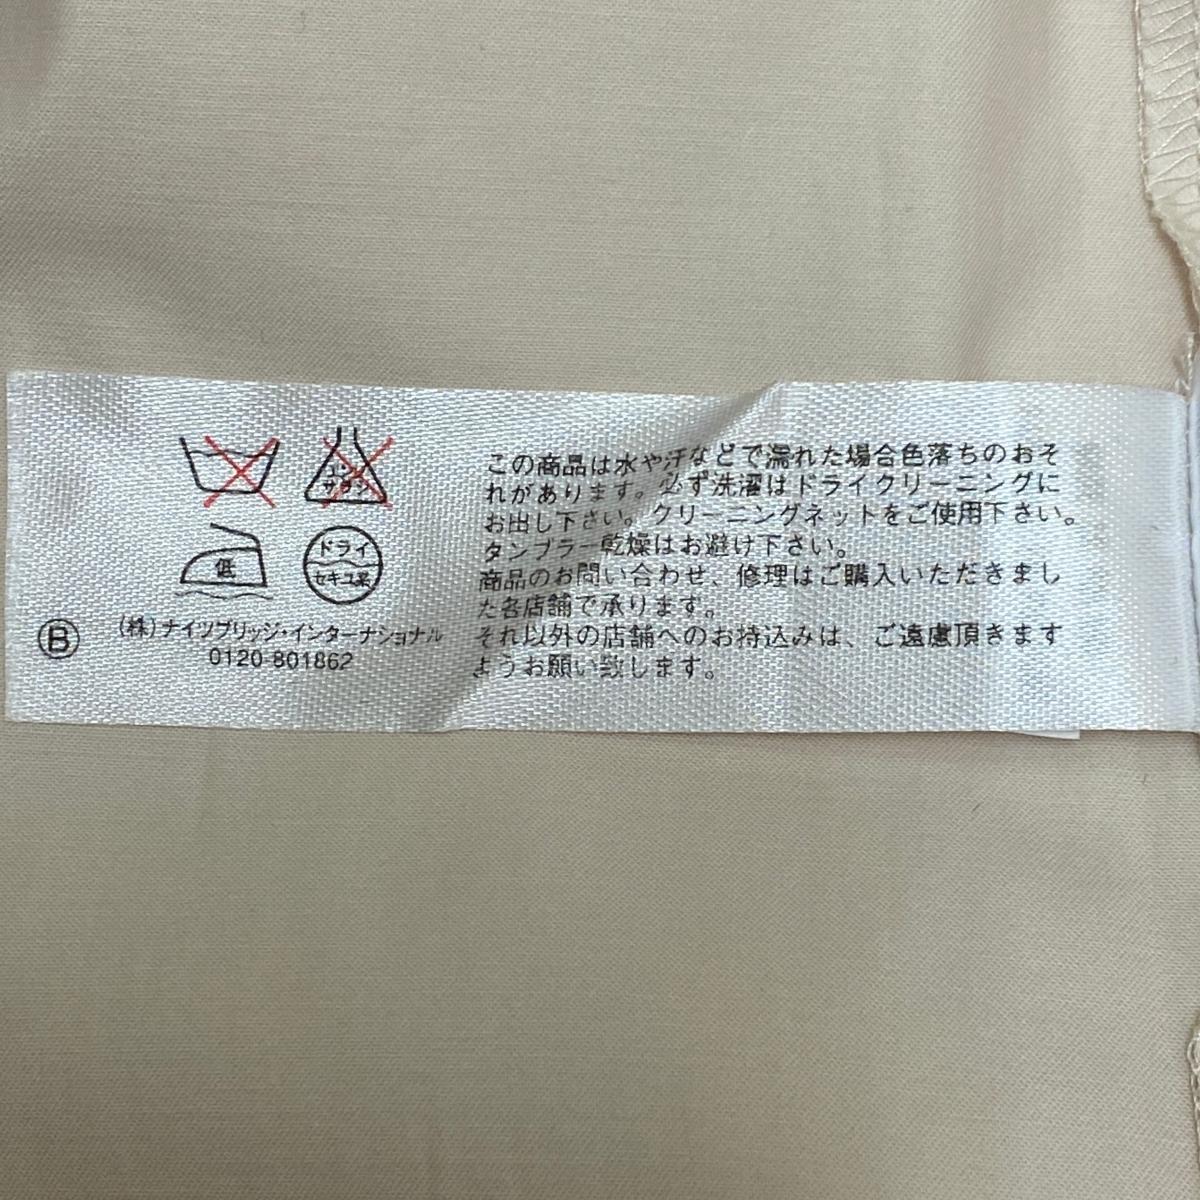 エンソ
サラシ
低
ドライ
セキユ系
Ⓑ
(株)ナイツブリッジ・インターナショナル
0120-801862
この商品は水や汗などで濡れた場合色落ちのおそ
れがあります。必ず洗濯はドライクリーニングに
お出し下さい。クリーニングネットをご使用下さい。
タンブラー乾燥はお避け下さい。
商品のお問い合わせ、修理はご購入いただきまし
た各店舗で承ります。
それ以外の店舗へのお持込みは、ご遠慮頂きます
ようお願い致します。